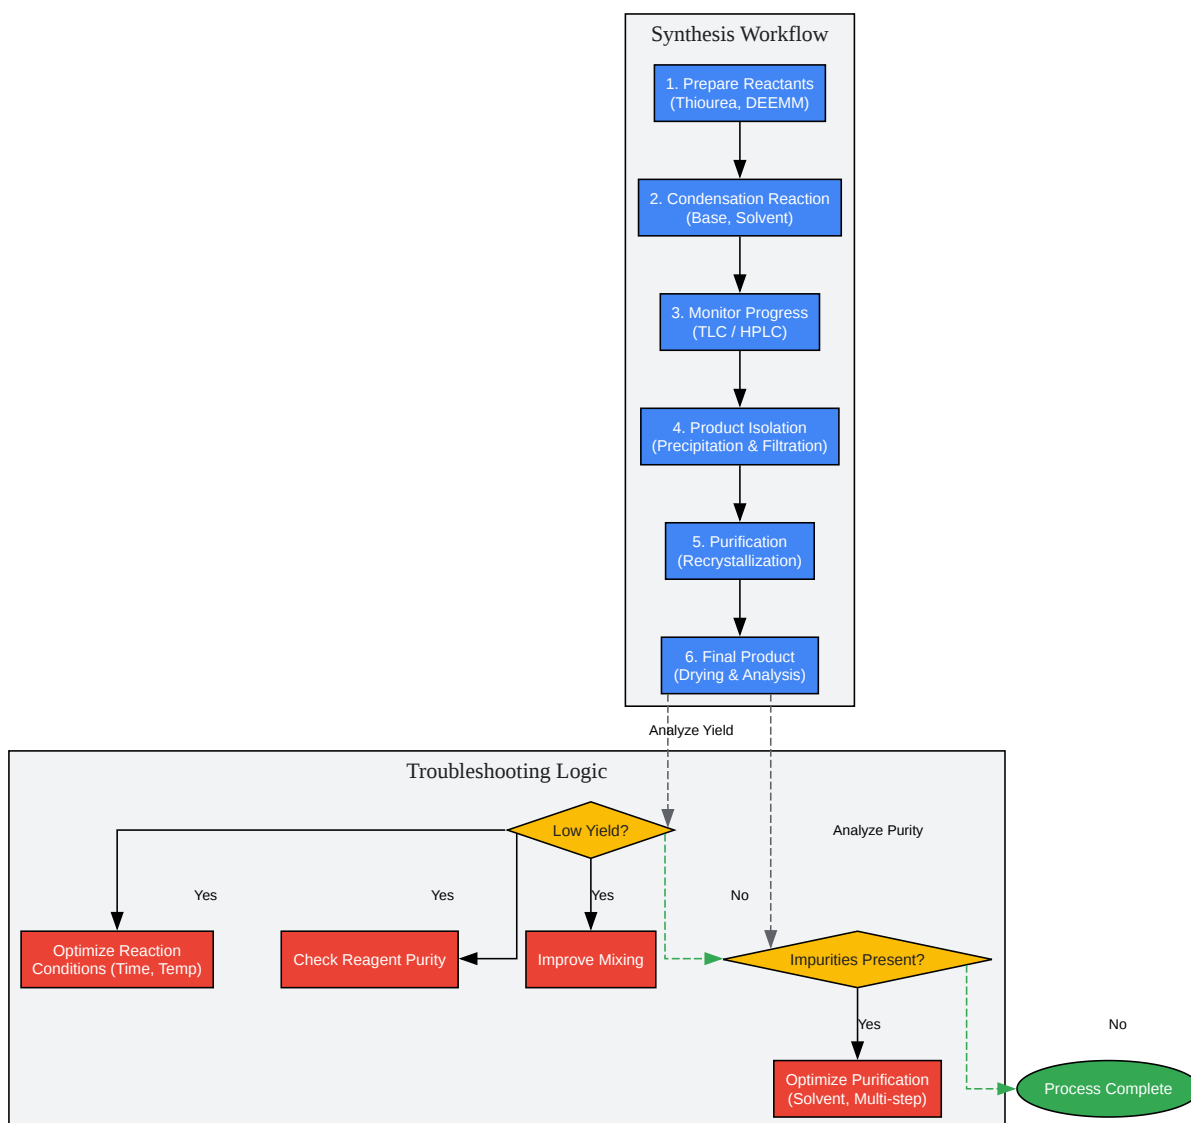 Synthesis Workflow
1. Prepare Reactants
(Thiourea, DEEMM)
2. Condensation Reaction
(Base, Solvent)
3. Monitor Progress
(TLC / HPLC)
4. Product Isolation
(Precipitation & Filtration)
5. Purification
(Recrystallization)
6. Final Product
(Drying & Analysis)
Analyze Yield
Troubleshooting Logic
Low Yield?
Analyze Purity
Yes
Yes
Yes
No
Optimize Reaction
Conditions (Time, Temp)
Check Reagent Purity
Improve Mixing
Impurities Present?
Yes
No
Optimize Purification
(Solvent, Multi-step)
Process Complete